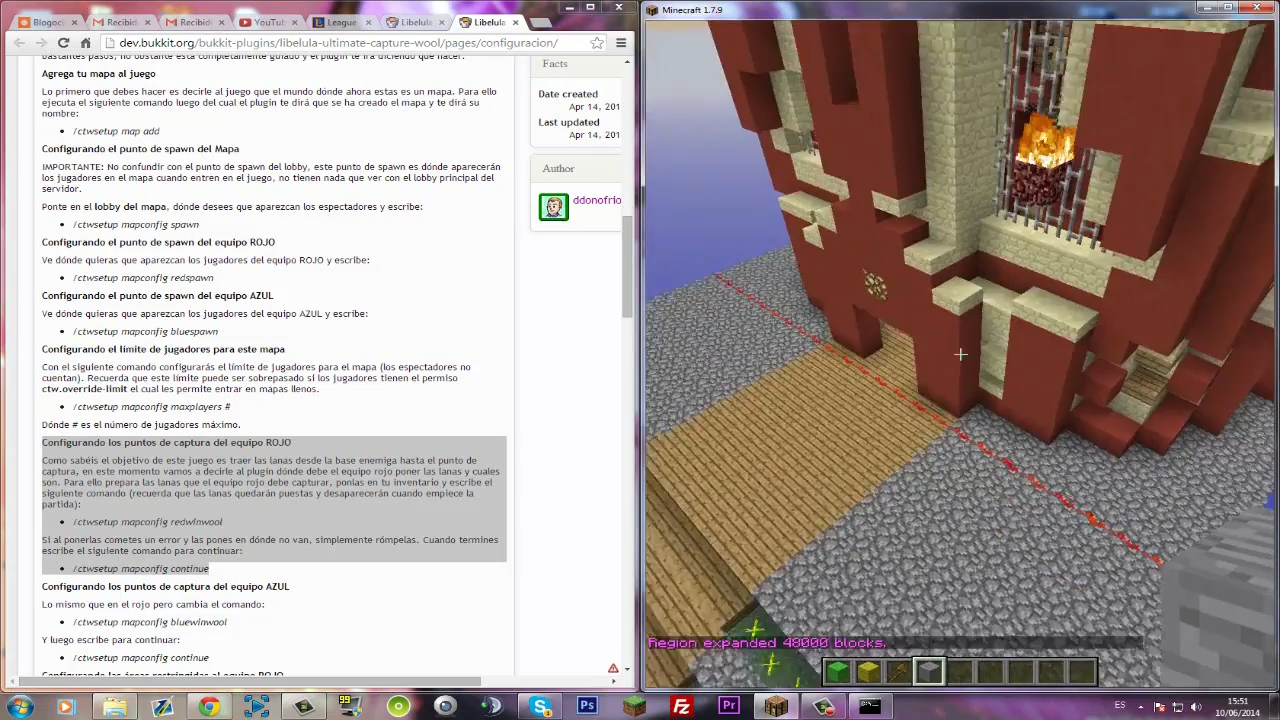 Blogoci
Recibid
Recibid
YouTub
League
Libelula
Libelula
Minecraft 1.7.9
dev.bukkit.org/bukkit-plugins/libelula-ultimate-capture-wool/pages/configuracion/
Agrega tu mapa al juego
Lo primero que debes hacer es decirle al juego que el mundo dónde ahora estas es un mapa. Para ello
ejecuta el siguiente comando luego del cual el plugin te dirá que se ha creado el mapa y te dirá su
nombre:
/ctwsetup map add
Configurando el punto de spawn del Mapa
IMPORTANTE: No confundir con el punto de spawn del lobby, este punto de spawn es dónde aparecerán
los jugadores en el mapa cuando entren en el juego, no tienen nada que ver con el lobby principal del
servidor.
Ponte en el lobby del mapa, dónde desees que aparezcan los espectadores y escribe:
/ctwsetup mapconfig spawn
Configurando el punto de spawn del equipo ROJO
Ve dónde quieras que aparezcan los jugadores del equipo ROJO y escribe:
/ctwsetup mapconfig redspawn
Configurando el punto de spawn del equipo AZUL
Ve dónde quieras que aparezcan los jugadores del equipo AZUL y escribe:
/ctwsetup mapconfig bluespawn
Configurando el límite de jugadores para este mapa
Con el siguiente comando configurarás el límite de jugadores para el mapa (los espectadores no
cuentan). Recuerda que este límite puede ser sobrepasado si los jugadores tienen el permiso
ctw.override-limit el cual les permite entrar en mapas llenos.
/ctwsetup mapconfig maxplayers #
Dónde # es el número de jugadores máximo.
Configurando los puntos de captura del equipo ROJO
Como sabéis el objetivo de este juego es traer las lanas desde la base enemiga hasta el punto de
captura, en este momento vamos a decirle al plugin dónde debe el equipo rojo poner las lanas y cuales
son. Para ello prepara las lanas que el equipo rojo debe capturar, ponlas en tu inventario y escribe el
siguiente comando (recuerda que las lanas quedarán puestas y desaparecerán cuando empiece la
partida):
/ctwsetup mapconfig redwinwool
Si al ponerlas cometes un error y las pones en dónde no van, simplemente rómpelas. Cuando termines
escribe el siguiente comando para continuar:
/ctwsetup mapconfig continue
Configurando los puntos de captura del equipo AZUL
Lo mismo que en el rojo pero cambia el comando:
/ctwsetup mapconfig bluewinwool
Y luego escribe para continuar:
/ctwsetup mapconfig continue
Facts
Date created
Apr 14, 201
Last updated
Apr 14, 201
Author
ddonofrio
Region expanded 48000 blocks.
99
Ps
Fz
Pr
ES
15:51
10/06/2014